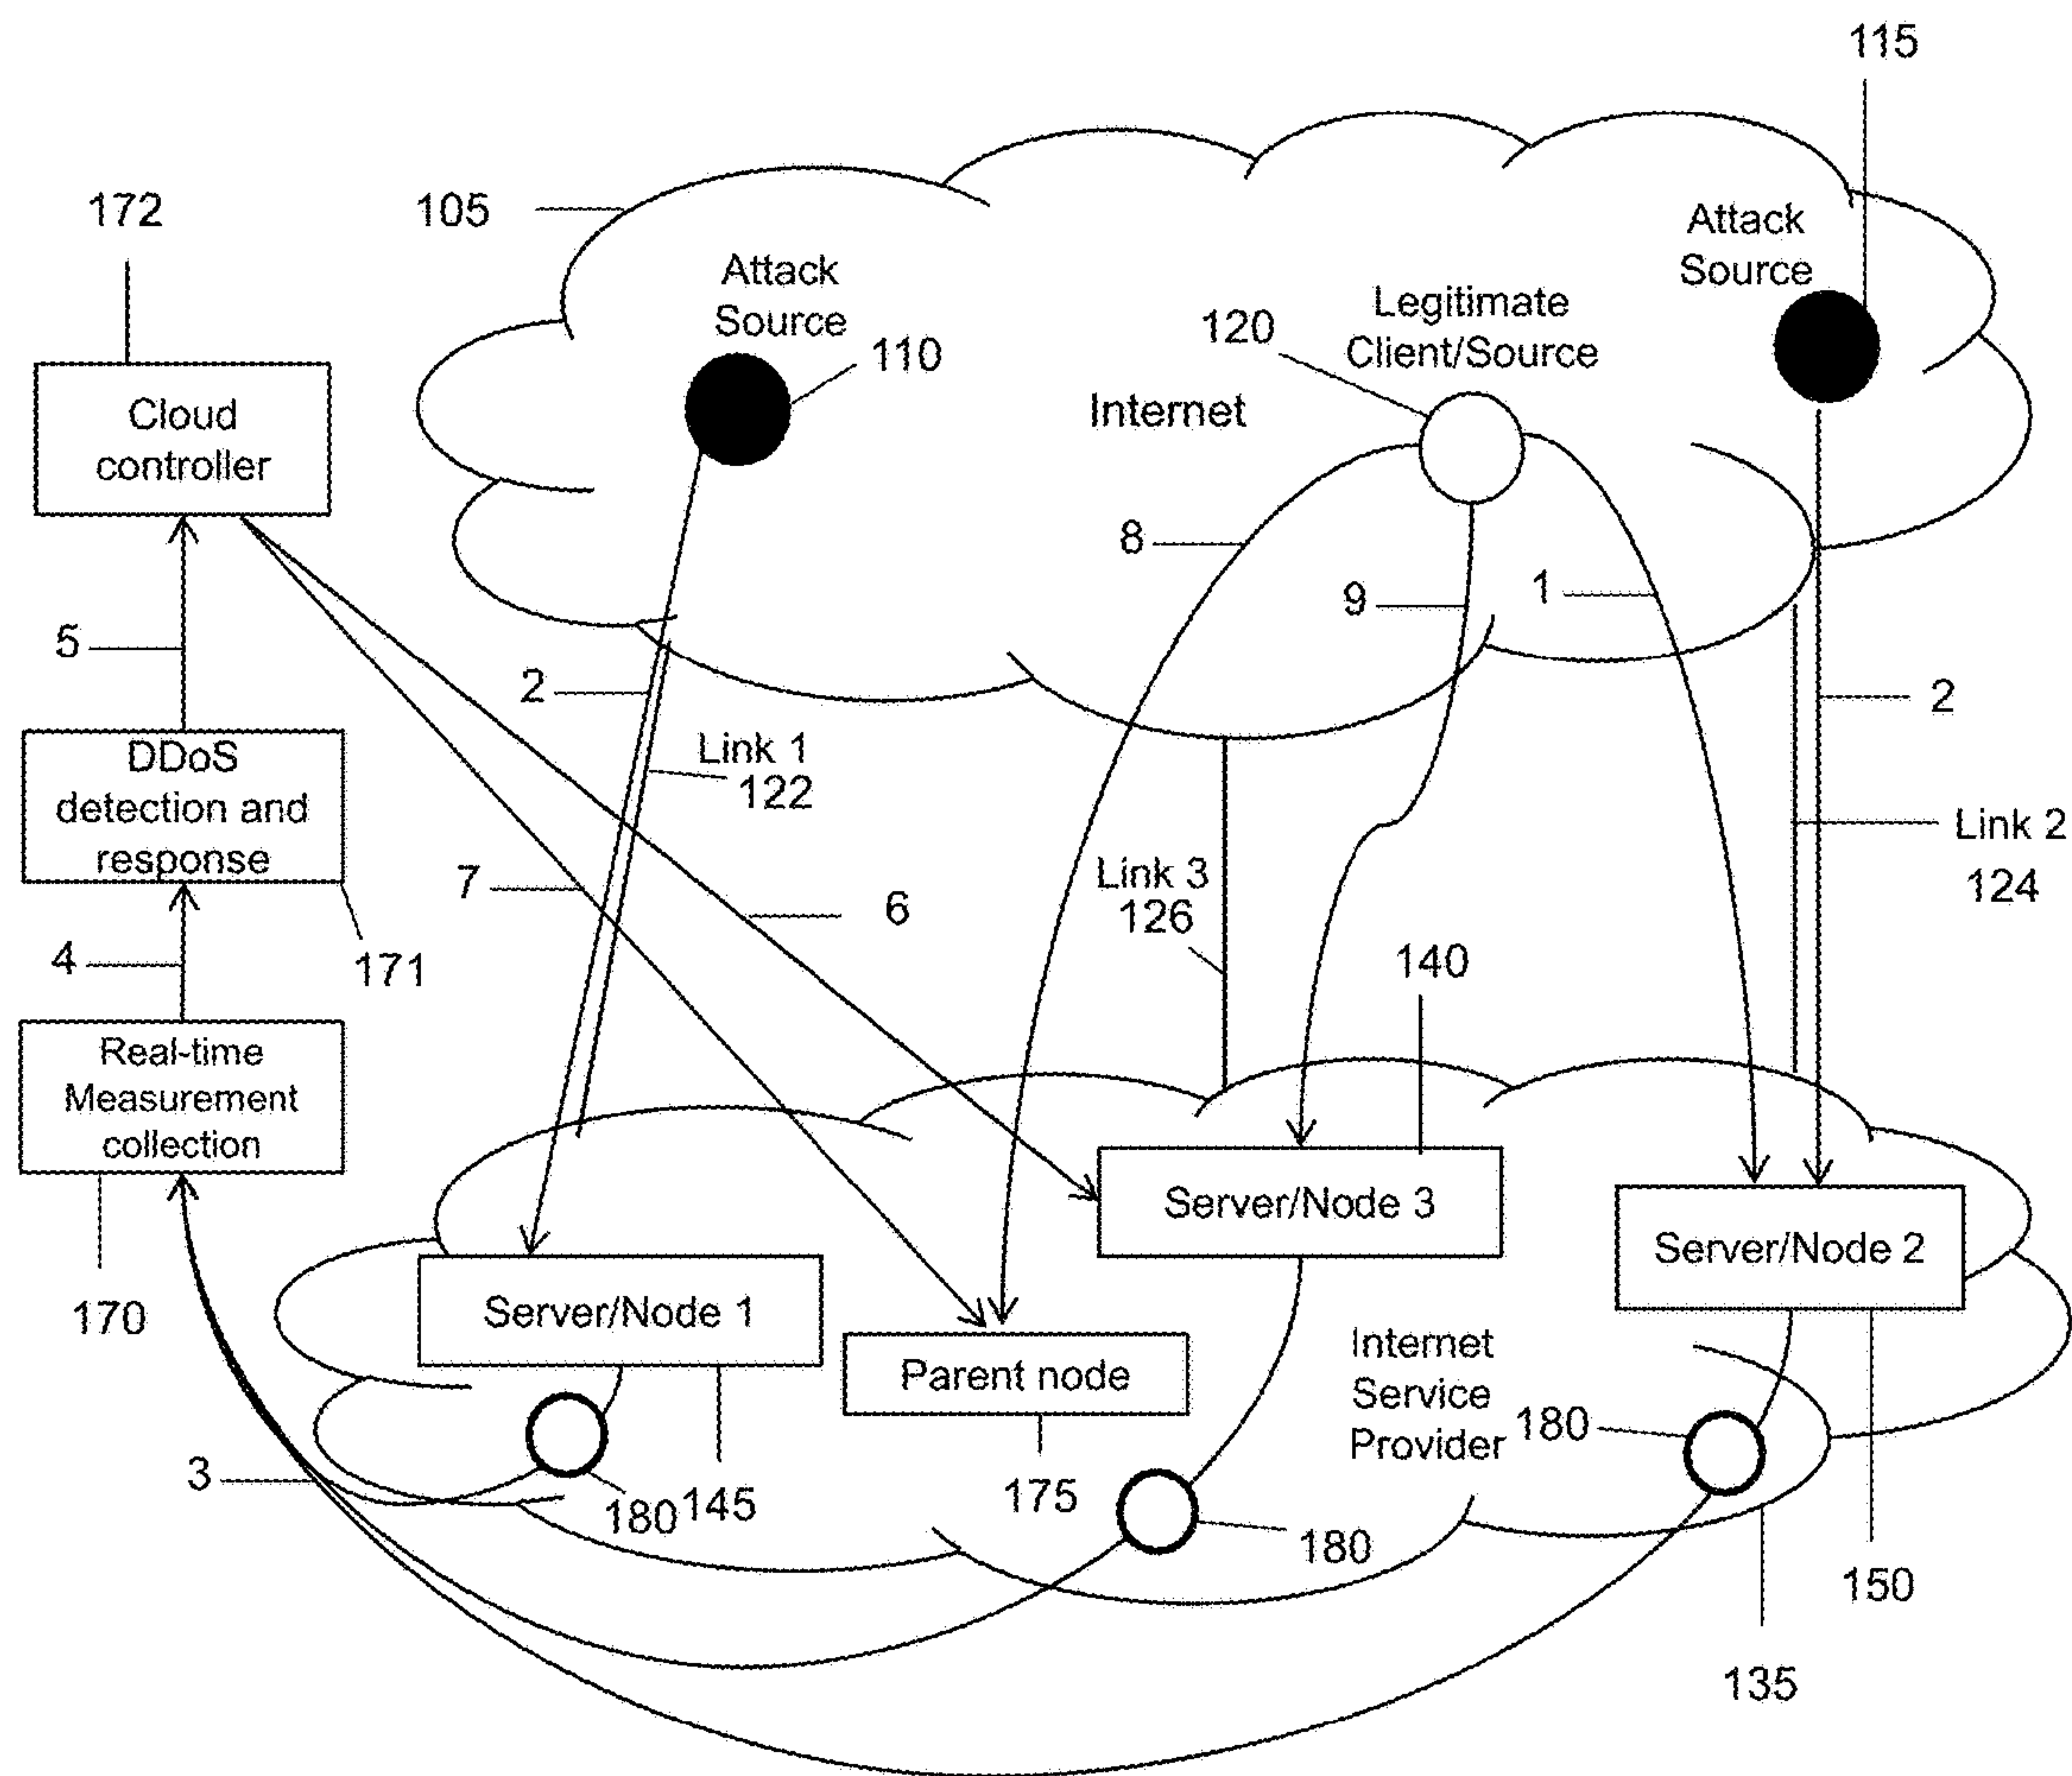 115
172
105
Attack
Source
Attack
Source
110
120
Legitimate
Client/Source
Internet
Cloud
controller
8
9
1
5
2
2
Link 1
122
DDoS
detection and
response
Link 2
124
7
6
Link 3
126
4
171
140
Real-time
Measurement
collection
Server/Node 3
Server/Node 2
170
Server/Node 1
Parent node
Internet
Service
Provider
180
3
180
145
175
180
150
135